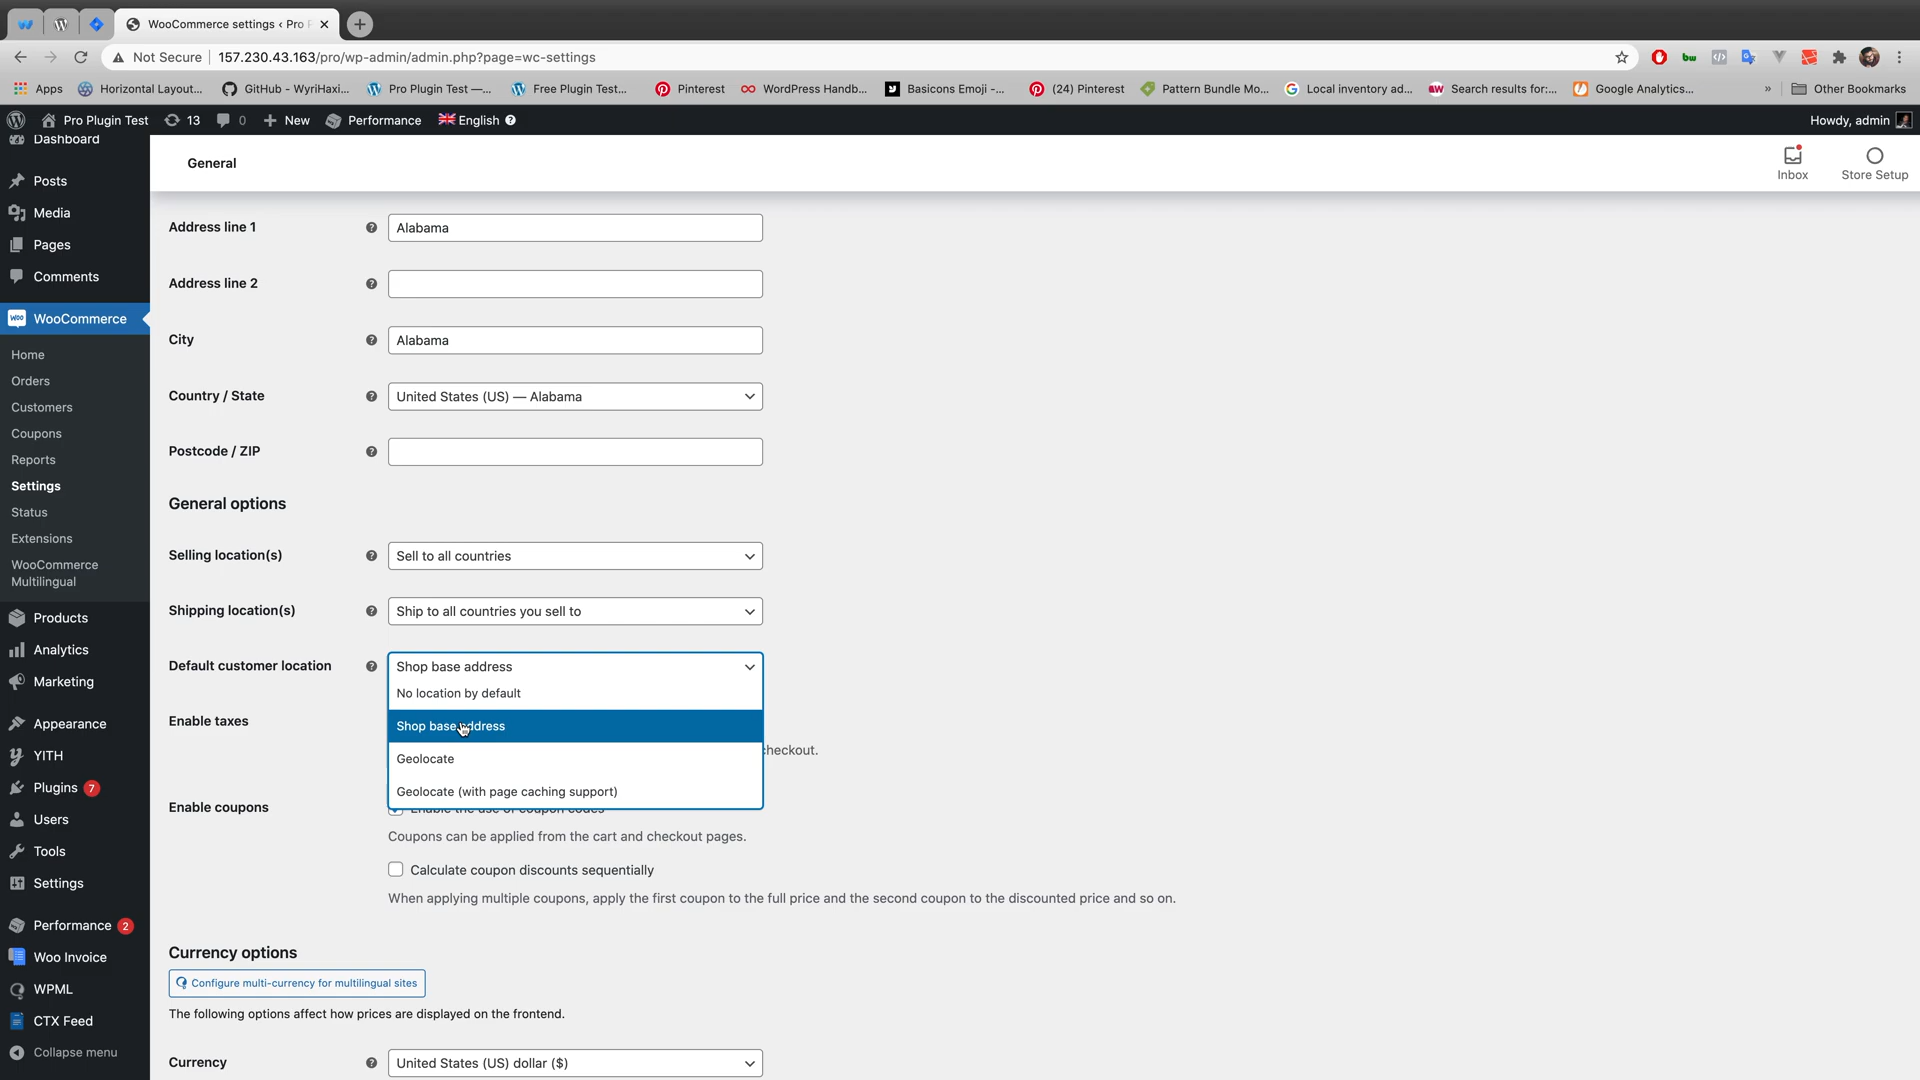 WooCommerce settings ‹ Pro
Not Secure 157.230.43.163/pro/wp-admin/admin.php?page=wc-settings
Apps Horizontal Layout... GitHub - WyriHaxi... Pro Plugin Test —... Free Plugin Test... Pinterest WordPress Handb... Basicons Emoji -... (24) Pinterest Pattern Bundle Mo... Local inventory ad... Search results for:... Google Analytics... » Other Bookmarks
Pro Plugin Test 13 0 New Performance English Howdy, admin
Dashboard
Posts
Media
Pages
Comments
WooCommerce
Home
Orders
Customers
Coupons
Reports
Settings
Status
Extensions
WooCommerce
Multilingual
Products
Analytics
Marketing
Appearance
YITH
Plugins 7
Users
Tools
Settings
Performance 2
Woo Invoice
WPML
CTX Feed
Collapse menu
General
Inbox
Store Setup
Address line 1 Alabama
Address line 2
City Alabama
Country / State United States (US) — Alabama
Postcode / ZIP
General options
Selling location(s) Sell to all countries
Shipping location(s) Ship to all countries you sell to
Default customer location Shop base address
No location by default
Shop base address
Geolocate
Geolocate (with page caching support)
Enable taxes
checkout.
Enable coupons Enable the use of coupon codes
Coupons can be applied from the cart and checkout pages.
Calculate coupon discounts sequentially
When applying multiple coupons, apply the first coupon to the full price and the second coupon to the discounted price and so on.
Currency options
Configure multi-currency for multilingual sites
The following options affect how prices are displayed on the frontend.
Currency United States (US) dollar ($)